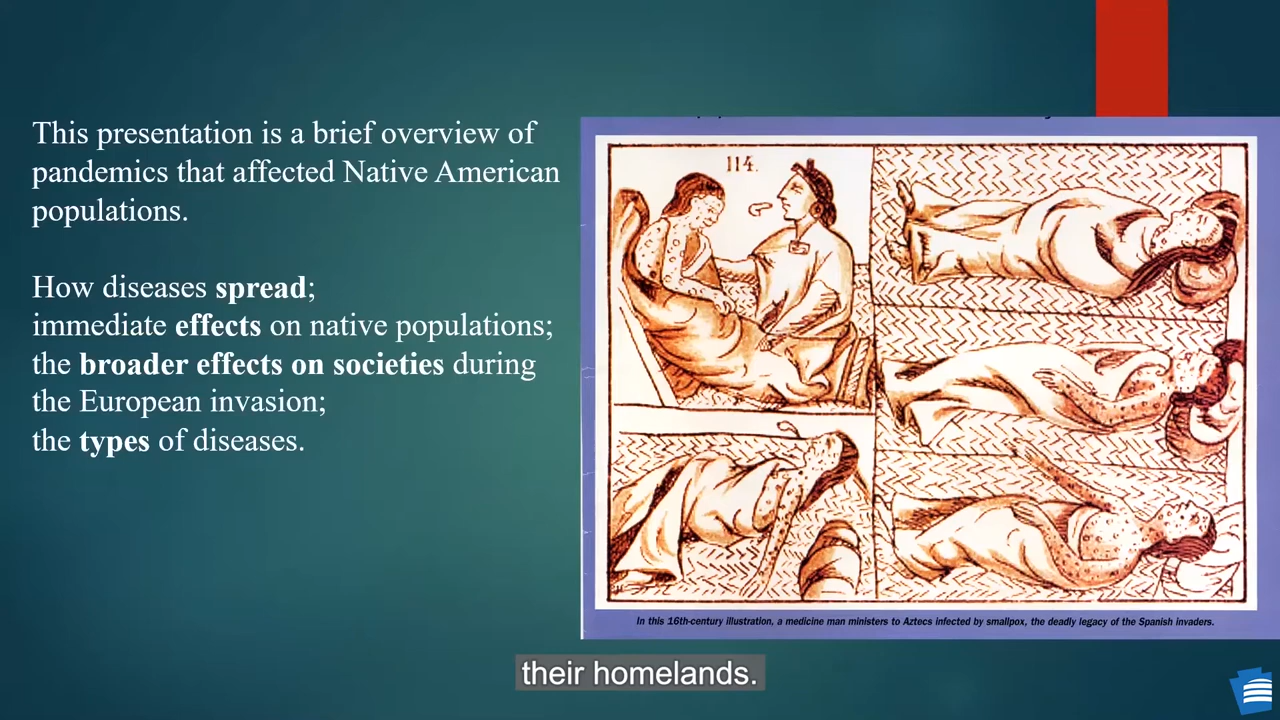 This presentation is a brief overview of
pandemics that affected Native American
populations.
How diseases spread;
immediate effects on native populations;
the broader effects on societies during
the European invasion;
the types of diseases.
114.
In this 16th-century illustration, a medicine man ministers to Aztecs infected by smallpox, the deadly legacy of the Spanish invaders.
their homelands.